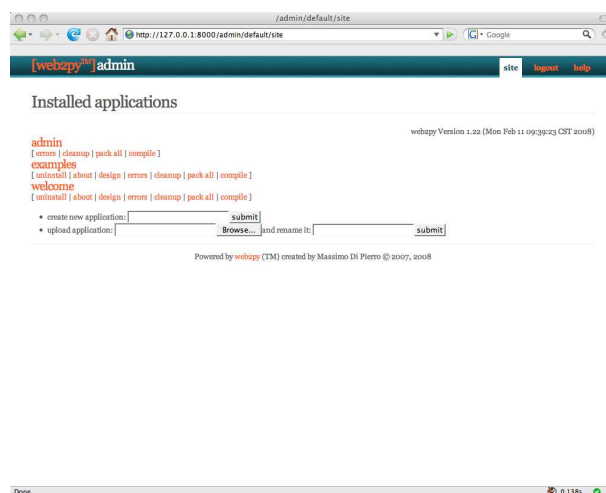 /admin/default/site
http://127.0.0.1:8000/admin/default/site
G Google
[web2py™]admin
site logout help
Installed applications
web2py Version 1.22 (Mon Feb 11 09:39:23 CST 2008)
admin
[ errors | cleanup | pack all | compile ]
examples
[ uninstall | about | design | errors | cleanup | pack all | compile ]
welcome
[ uninstall | about | design | errors | cleanup | pack all | compile ]
create new application: submit
upload application: Browse... and rename it: submit
Powered by web2py (TM) created by Massimo Di Pierro © 2007, 2008
Done 0.138s